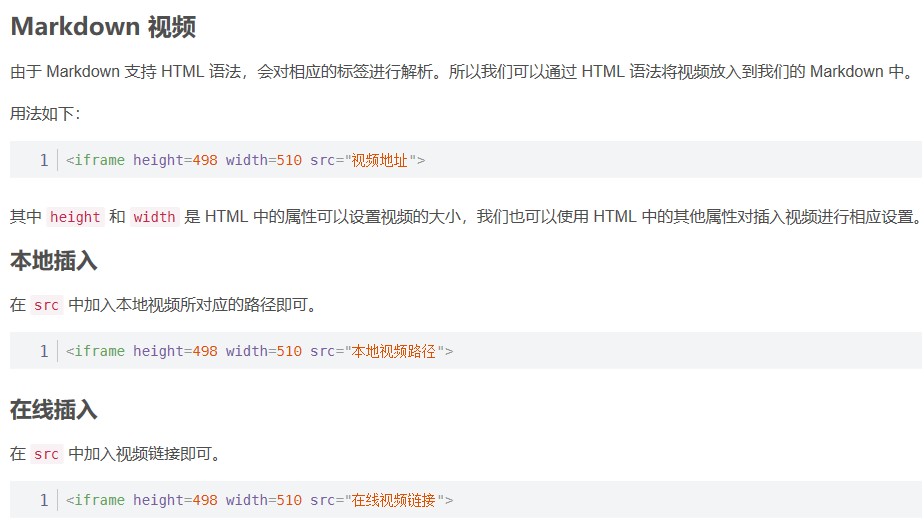 Markdown 视频
由于 Markdown 支持 HTML 语法，会对相应的标签进行解析。所以我们可以通过 HTML 语法将视频放入到我们的 Markdown 中。
用法如下：
1 <iframe height=498 width=510 src="视频地址">
其中 height 和 width 是 HTML 中的属性可以设置视频的大小，我们也可以使用 HTML 中的其他属性对插入视频进行相应设置。
本地插入
在 src 中加入本地视频所对应的路径即可。
1 <iframe height=498 width=510 src="本地视频路径">
在线插入
在 src 中加入视频链接即可。
1 <iframe height=498 width=510 src="在线视频链接">